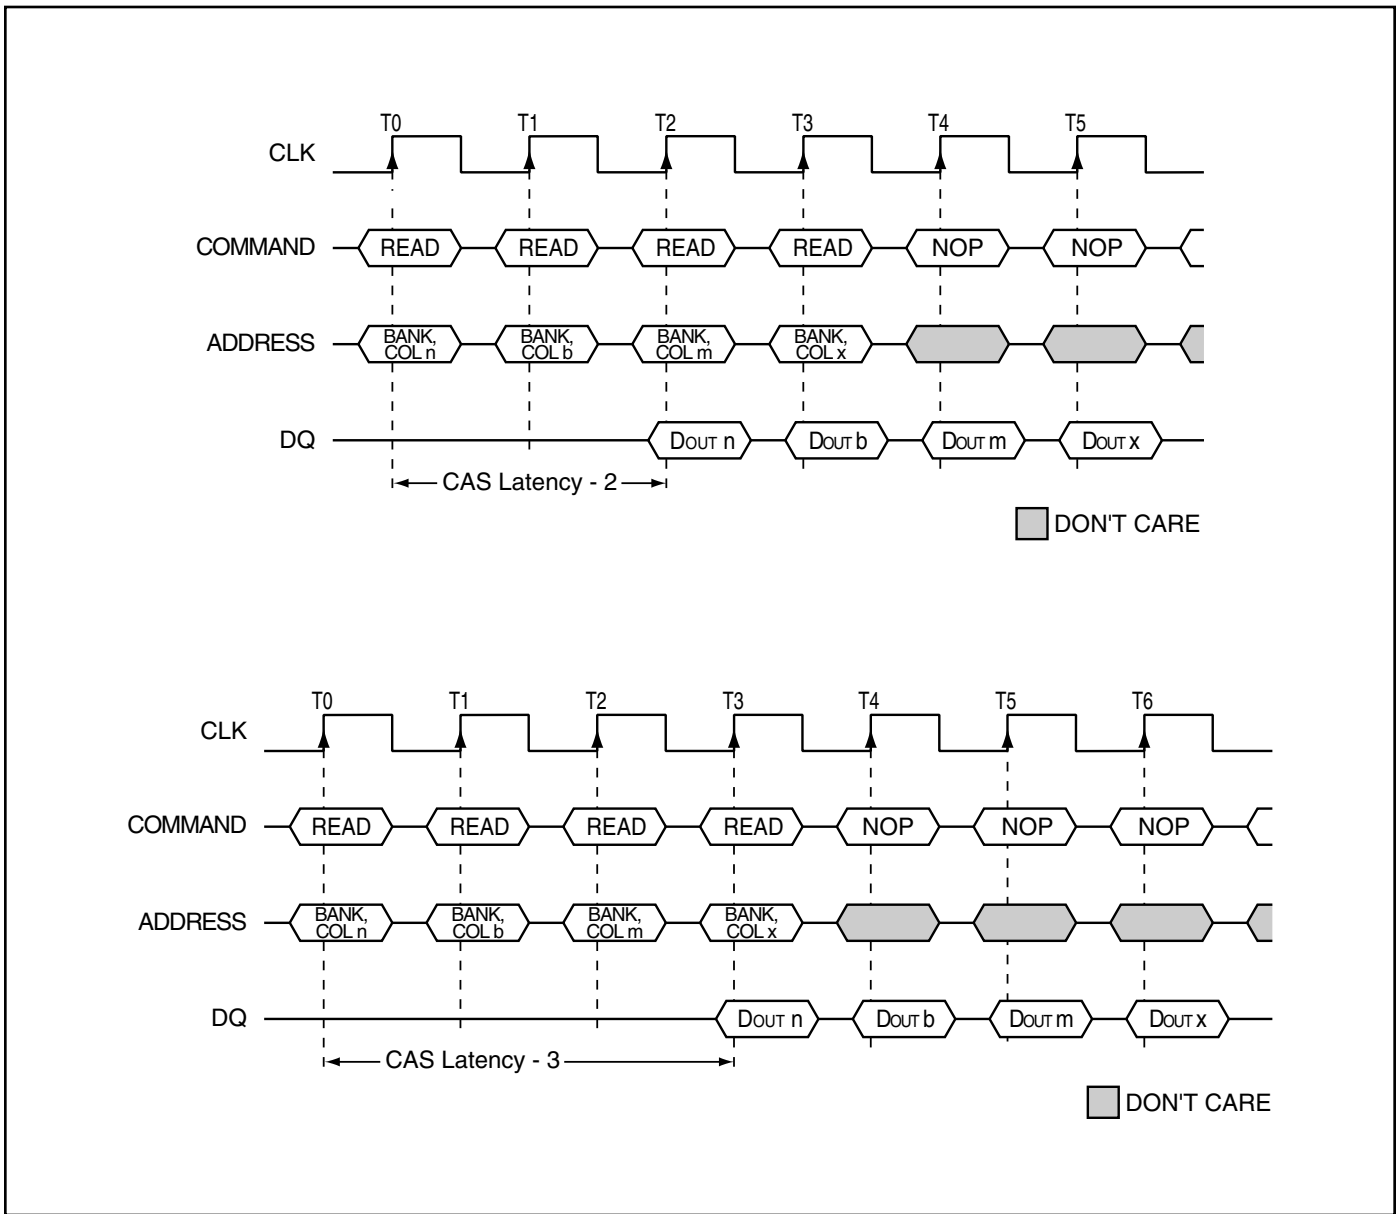 T0 T1 T2 T3 T4 T5
CLK
COMMAND READ READ READ READ NOP NOP
ADDRESS BANK, COL n BANK, COL b BANK, COL m BANK, COL x
DQ DOUT n DOUT b DOUT m DOUT x
CAS Latency - 2
DON'T CARE
T0 T1 T2 T3 T4 T5 T6
CLK
COMMAND READ READ READ READ NOP NOP NOP
ADDRESS BANK, COL n BANK, COL b BANK, COL m BANK, COL x
DQ DOUT n DOUT b DOUT m DOUT x
CAS Latency - 3
DON'T CARE